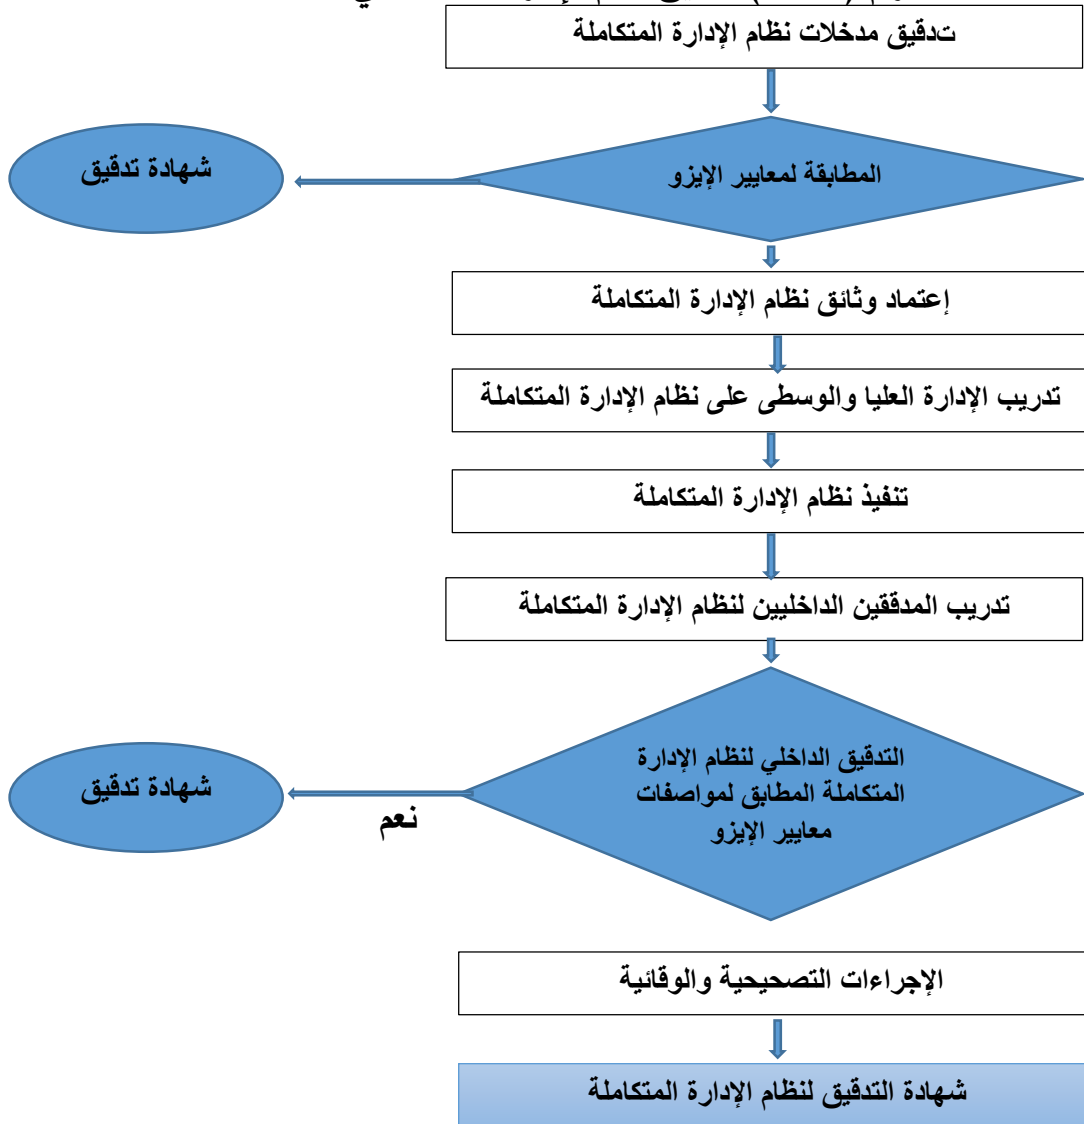 تدقيق مدخلات نظام الإدارة المتكاملة
المطابقة لمعايير الإيزو
شهادة تدقيق
إعتماد وثائق نظام الإدارة المتكاملة
تدريب الإدارة العليا والوسطى على نظام الإدارة المتكاملة
تنفيذ نظام الإدارة المتكاملة
تدريب المدققين الداخليين لنظام الإدارة المتكاملة
التدقيق الداخلي لنظام الإدارة
المتكاملة المطابق لمواصفات
معايير الإيزو
نعم
شهادة تدقيق
الإجراءات التصحيحية والوقائية
شهادة التدقيق لنظام الإدارة المتكاملة